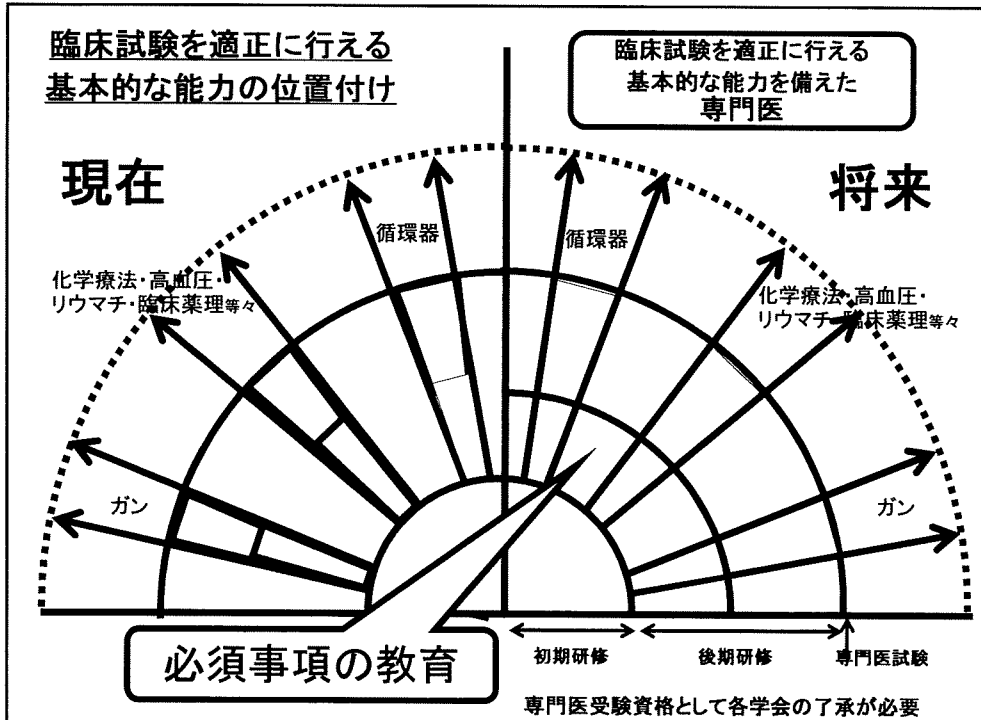 臨床試験を適正に行える
基本的な能力の位置付け
臨床試験を適正に行える
基本的な能力を備えた
専門医
現在
将来
循環器
循環器
化学療法・高血圧・
リウマチ・臨床薬理等々
化学療法・高血圧・
リウマチ・臨床薬理等々
ガン
ガン
必須事項の教育
初期研修
後期研修
専門医試験
専門医受験資格として各学会の了承が必要